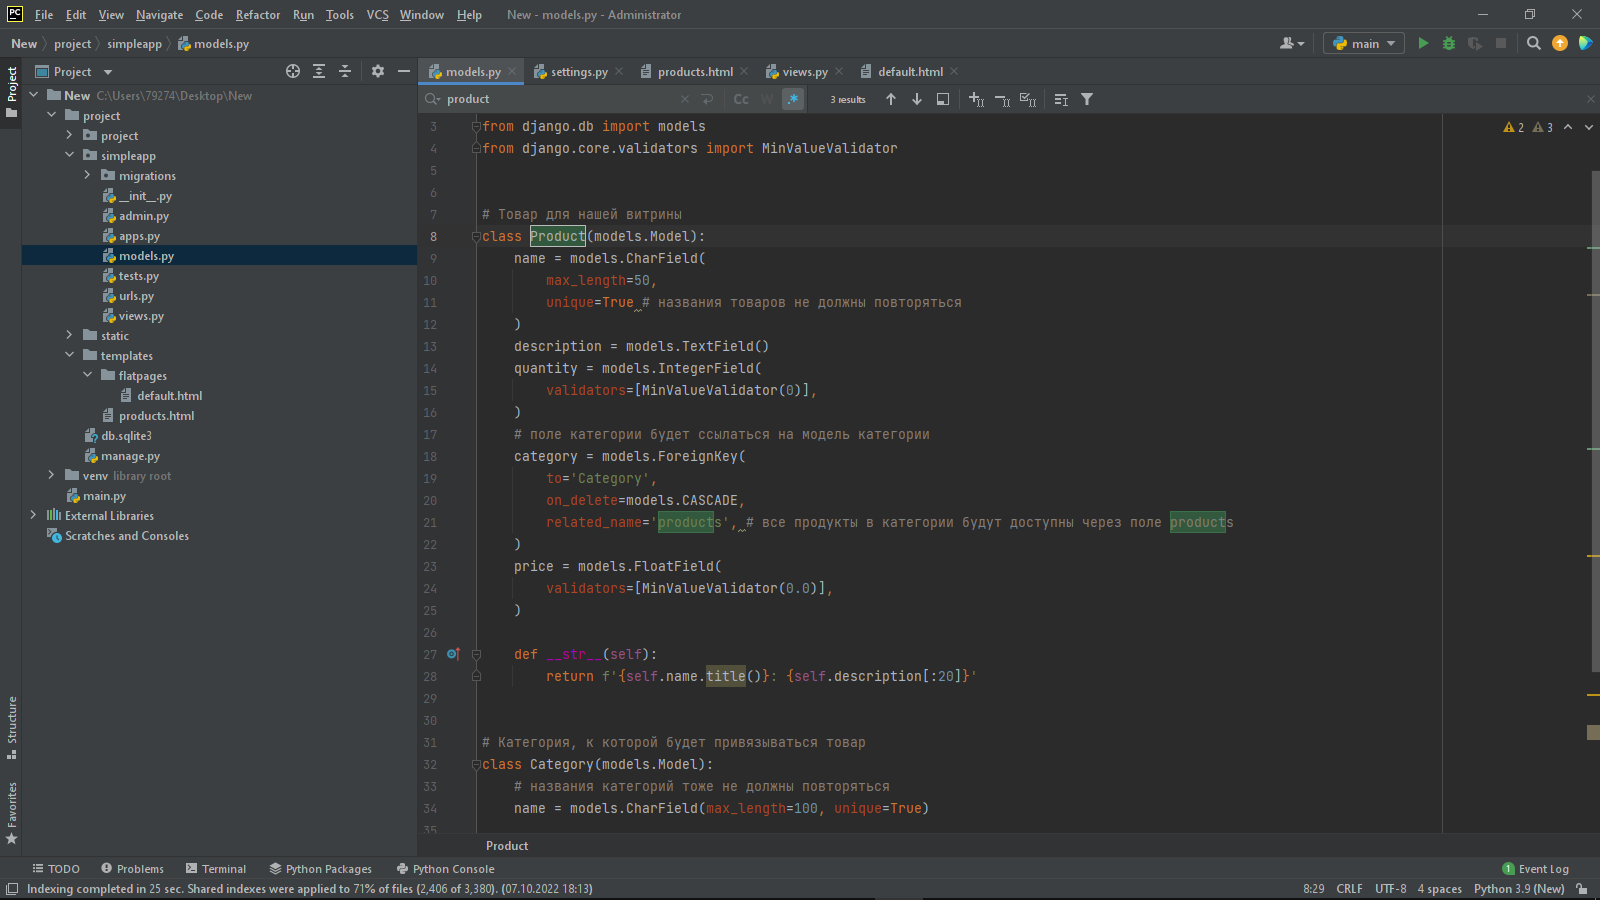 PC File Edit View Navigate Code Refactor Run Tools VCS Window Help New - models.py - Administrator
New project simpleapp models.py main
Project
Project
models.py settings.py products.html views.py default.html
New C:\Users\79274\Desktop\New
project
project
simpleapp
migrations
__init__.py
admin.py
apps.py
models.py
tests.py
urls.py
views.py
static
templates
flatpages
default.html
products.html
db.sqlite3
manage.py
venv library root
main.py
External Libraries
Scratches and Consoles
Structure
Favorites
product Cc W .* 3 results
2 3
3 from django.db import models
4 from django.core.validators import MinValueValidator
5
6
7 # Товар для нашей витрины
8 class Product(models.Model):
9 name = models.CharField(
10 max_length=50,
11 unique=True # названия товаров не должны повторяться
12 )
13 description = models.TextField()
14 quantity = models.IntegerField(
15 validators=[MinValueValidator(0)],
16 )
17 # поле категории будет ссылаться на модель категории
18 category = models.ForeignKey(
19 to='Category',
20 on_delete=models.CASCADE,
21 related_name='products', # все продукты в категории будут доступны через поле products
22 )
23 price = models.FloatField(
24 validators=[MinValueValidator(0.0)],
25 )
26
27 def __str__(self):
28 return f'{self.name.title()}: {self.description[:20]}'
29
30
31 # Категория, к которой будет привязываться товар
32 class Category(models.Model):
33 # названия категорий тоже не должны повторяться
34 name = models.CharField(max_length=100, unique=True)
35
Product
TODO Problems Terminal Python Packages Python Console 1 Event Log
Indexing completed in 25 sec. Shared indexes were applied to 71% of files (2,406 of 3,380). (07.10.2022 18:13) 8:29 CRLF UTF-8 4 spaces Python 3.9 (New)